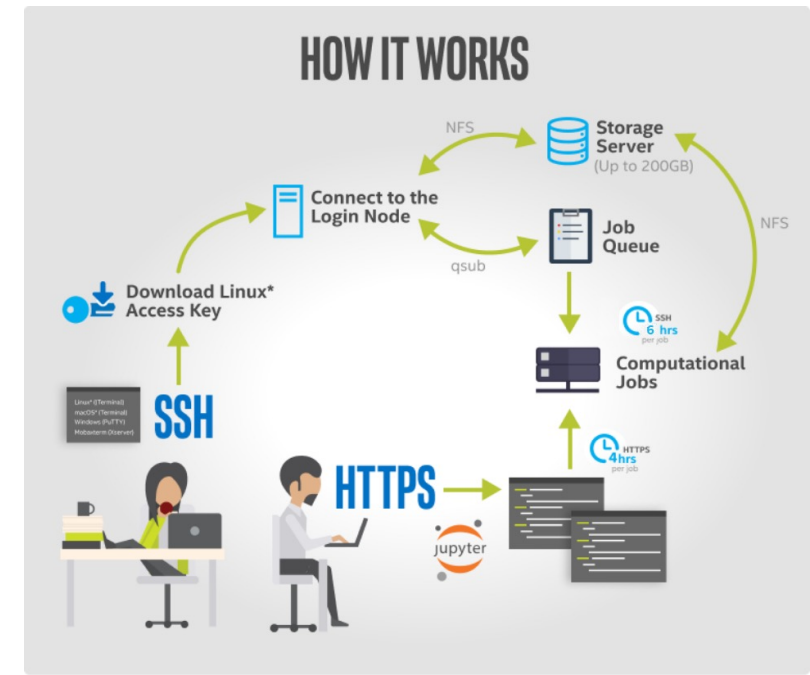 HOW IT WORKS
NFS
Storage
Server
(Up to 200GB)
Connect to the
Login Node
NFS
Job
Queue
qsub
Download Linux*
Access Key
SSH
6 hrs
per job
Computational
Jobs
Linux* ((Terminal)
macOS* (Terminal)
Windows (PuTTY)
Mobaxterm (Xserver)
SSH
HTTPS
4hrs
per job
HTTPS
jupyter